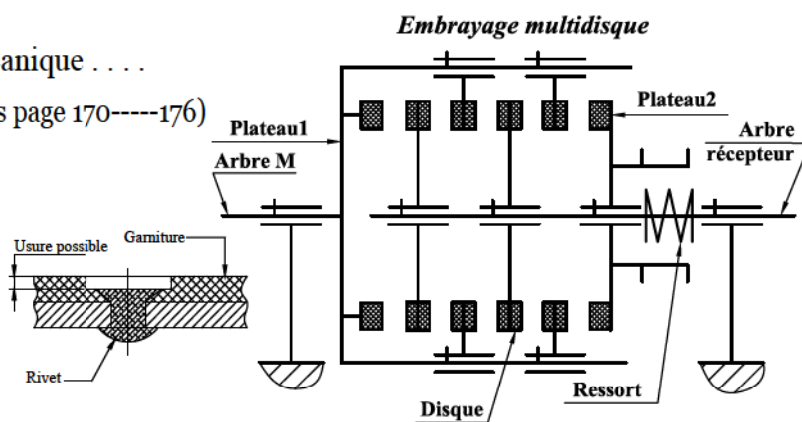 Embrayage multidisque
anique . . . .
s page 170-----176)
Plateau1
Plateau2
Arbre M
Arbre
récepteur
Usure possible
Garniture
Rivet
Disque
Ressort